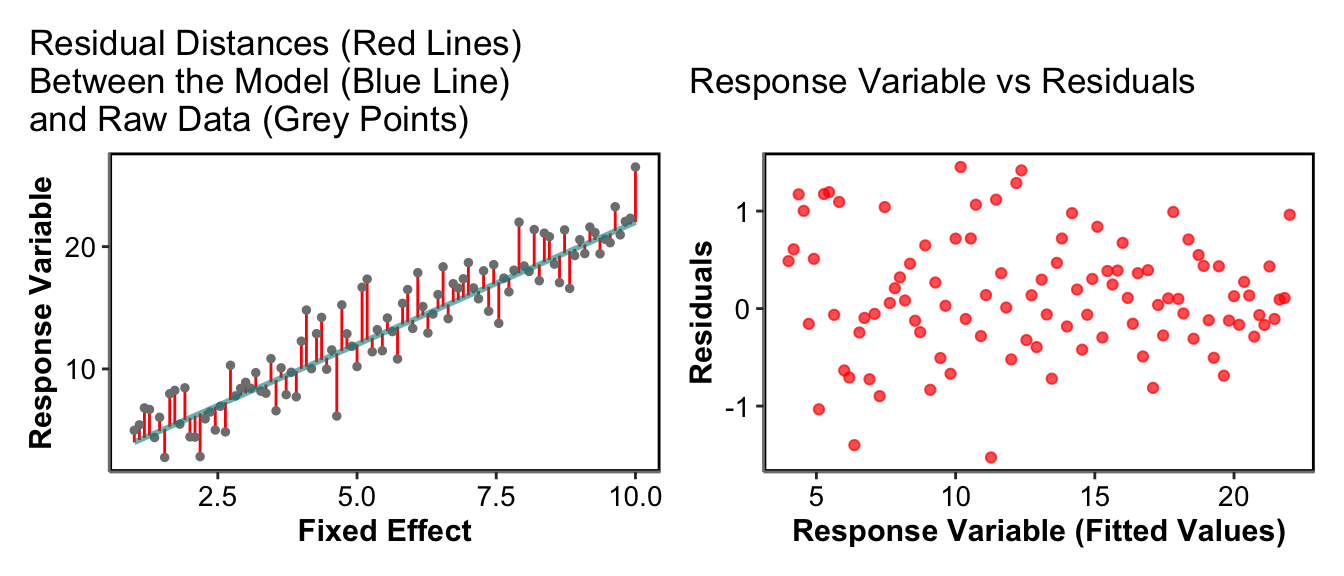 Residual Distances (Red Lines)
Between the Model (Blue Line)
and Raw Data (Grey Points)
Response Variable
20
10
2.5 5.0 7.5 10.0
Fixed Effect
Response Variable vs Residuals
Residuals
1
0
-1
5 10 15 20
Response Variable (Fitted Values)